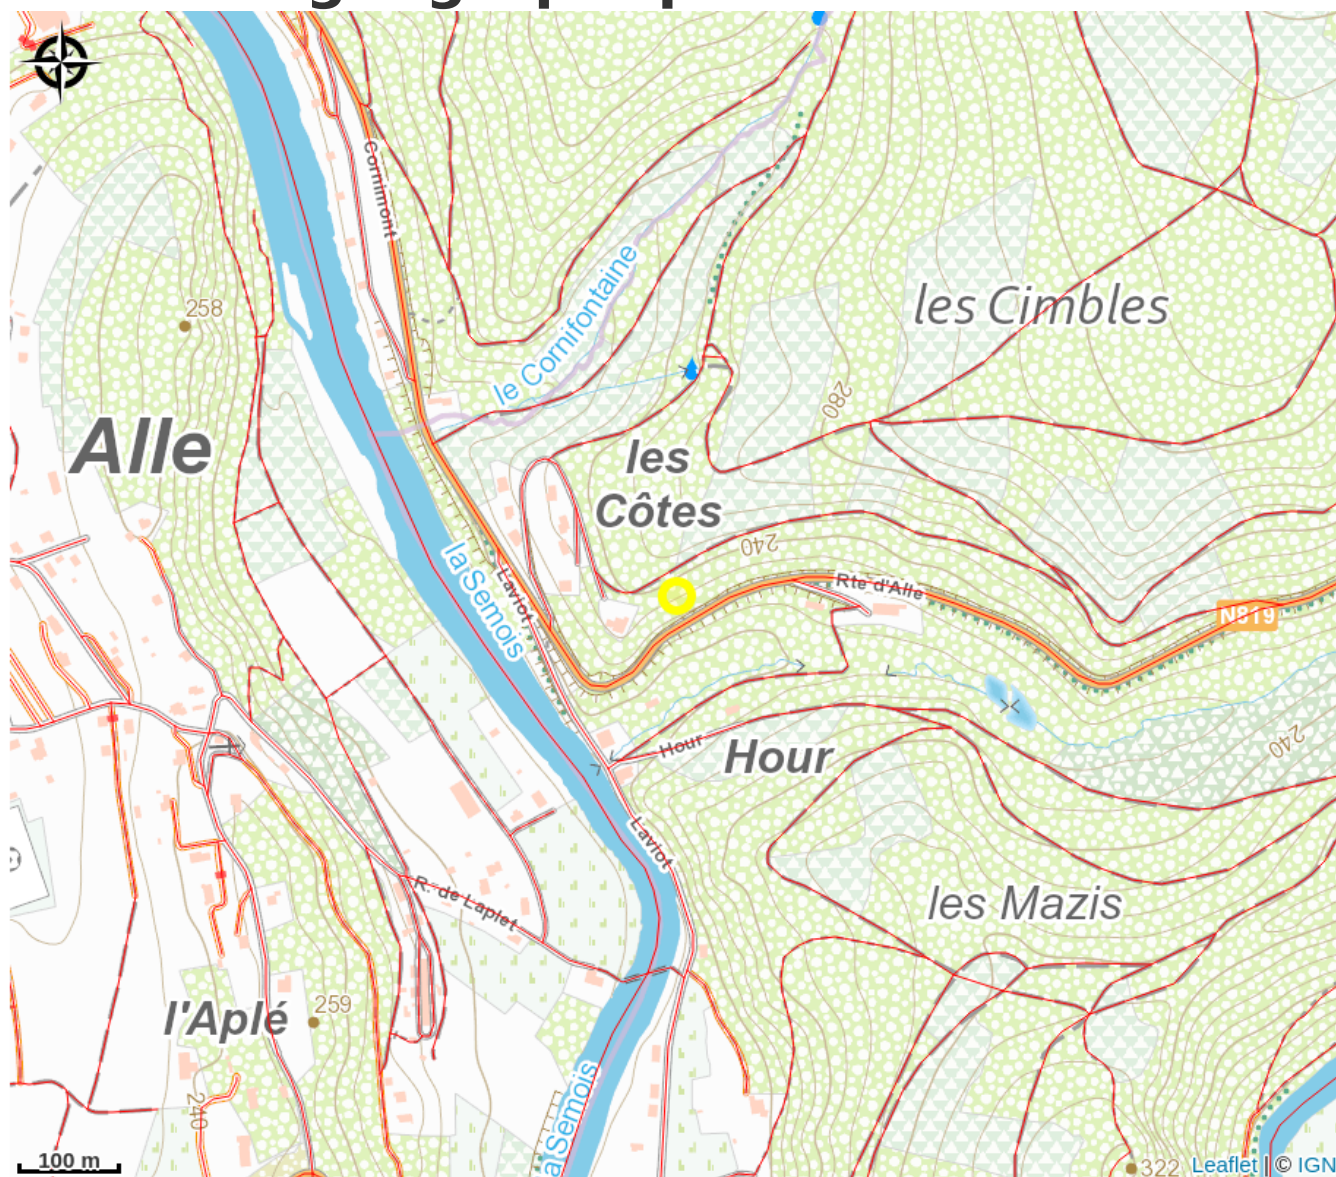 Cornimont
258
le Cornifontaine
les Cimbles
280
Alle
les
Côtes
240
la Semois
Laviot
Rte d'Alle
N819
Hour
Hour
240
Laviot
R. de Laplet
les Mazis
l'Aplé
259
240
la Semois
100 m
322
Leaflet | © IGN